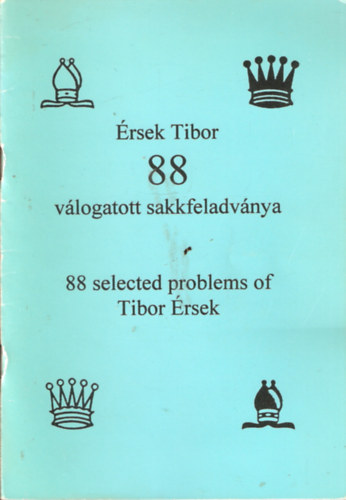 Érsek Tibor
88
válogatott sakkfeladványa
88 selected problems of
Tibor Érsek